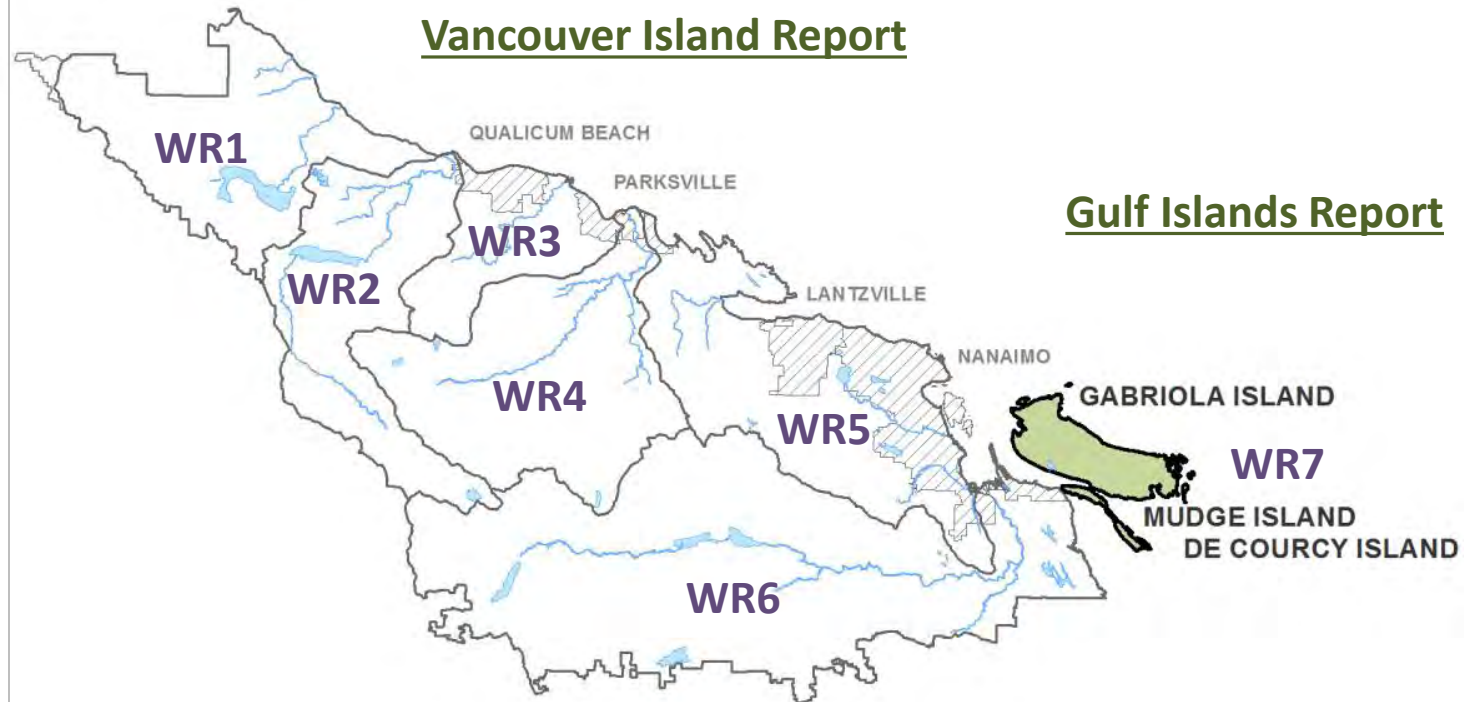 Vancouver Island Report
QUALICUM BEACH
WR1
PARKSVILLE
Gulf Islands Report
WR3
WR2
LANTZVILLE
NANAIMO
WR4
GABRIOLA ISLAND
WR5
WR7
MUDGE ISLAND
DE COURCY ISLAND
WR6